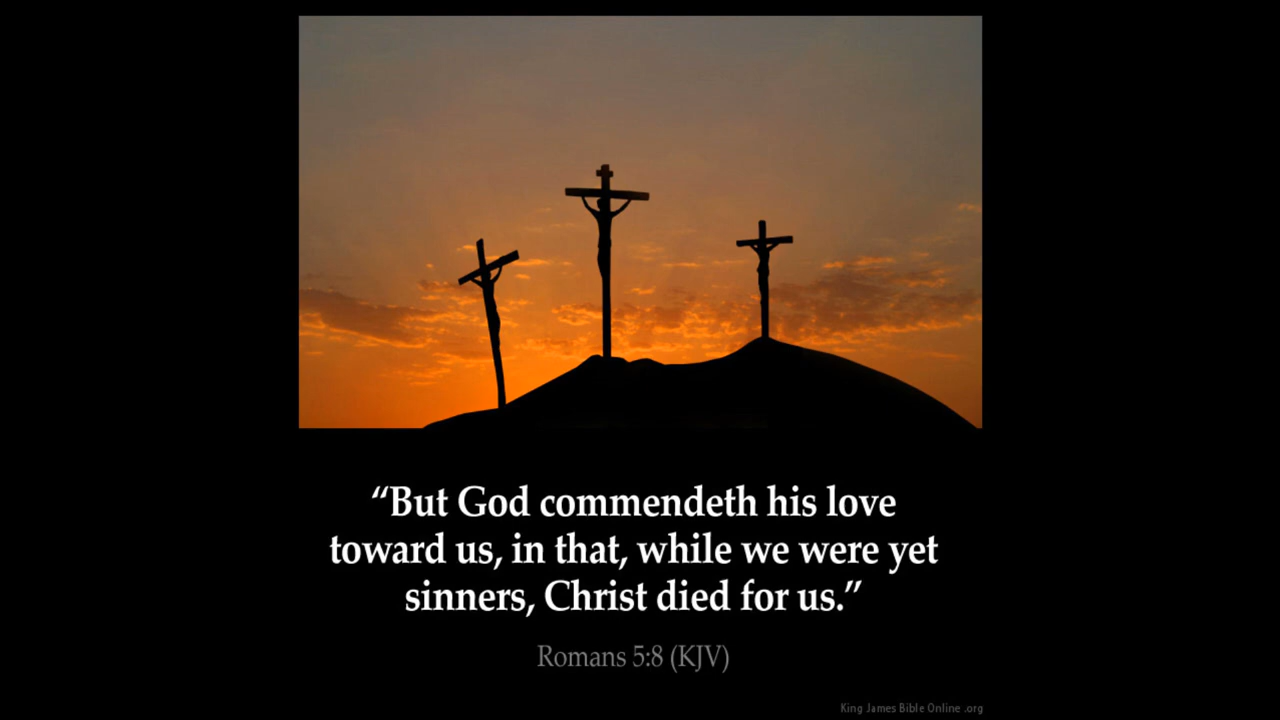 “But God commendeth his love
toward us, in that, while we were yet
sinners, Christ died for us.”
Romans 5:8 (KJV)
King James Bible Online .org